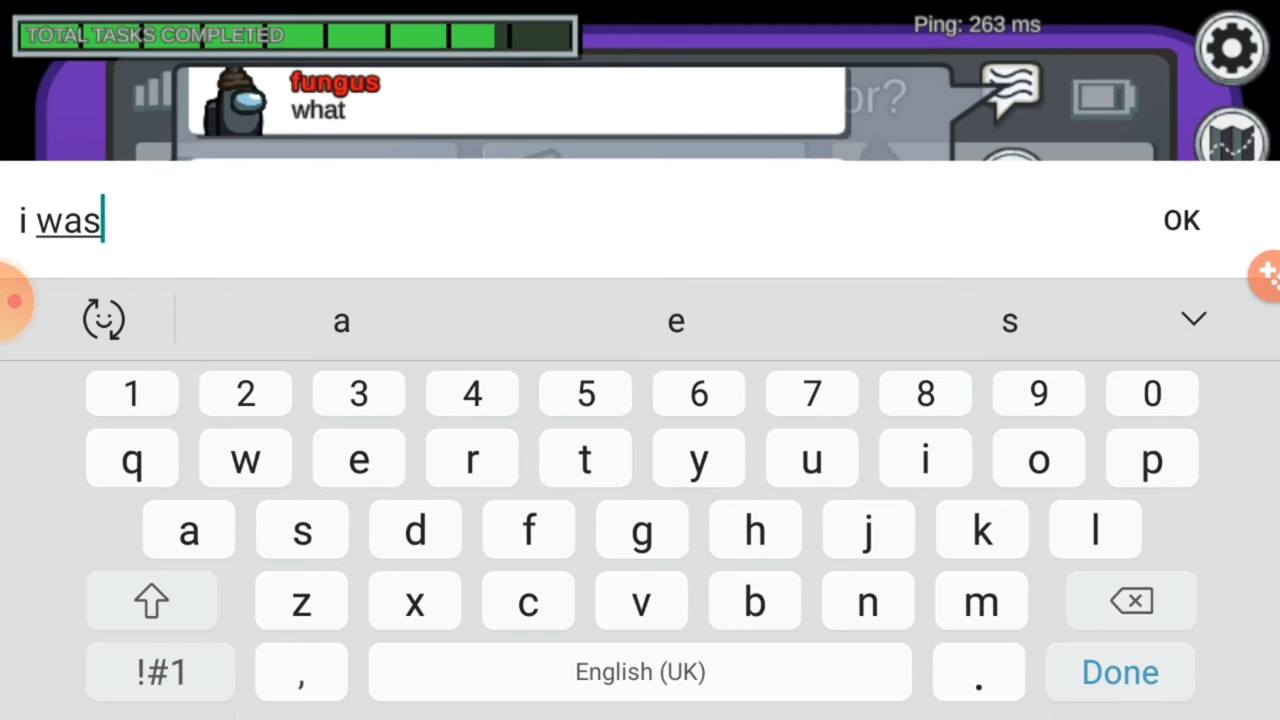 TOTAL TASKS COMPLETED
Ping: 263 ms
fungus
what
or?
i was
OK
a e s
1 2 3 4 5 6 7 8 9 0
q w e r t y u i o p
a s d f g h j k l
z x c v b n m
!#1 , English (UK) . Done